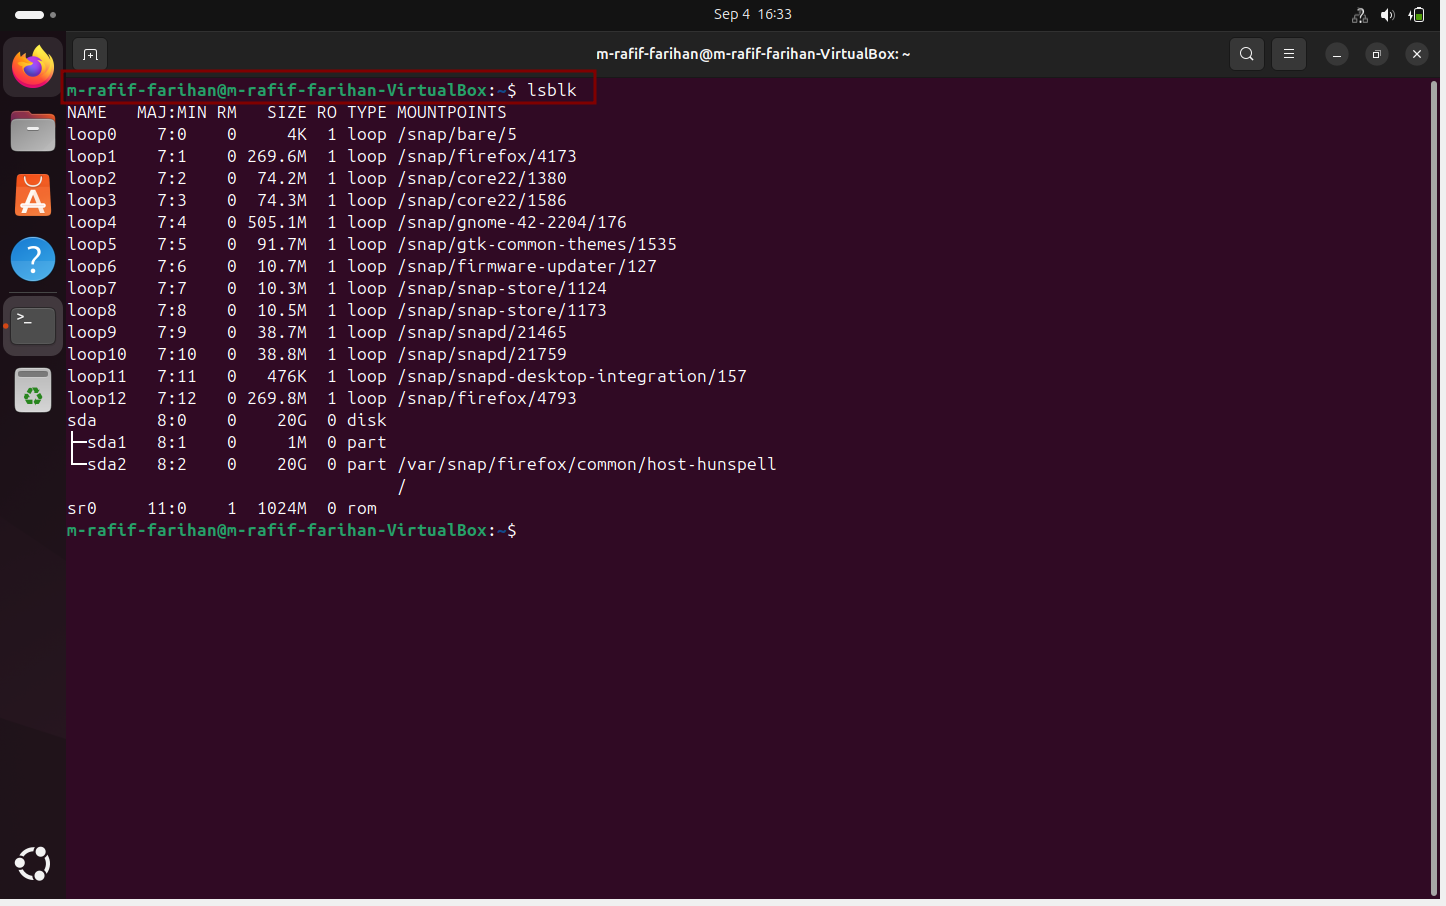 Sep 4  16:33
m-rafif-farihan@m-rafif-farihan-VirtualBox: ~
m-rafif-farihan@m-rafif-farihan-VirtualBox:~$ lsblk
NAME   MAJ:MIN RM   SIZE RO TYPE MOUNTPOINTS
loop0    7:0    0     4K  1 loop /snap/bare/5
loop1    7:1    0 269.6M  1 loop /snap/firefox/4173
loop2    7:2    0  74.2M  1 loop /snap/core22/1380
loop3    7:3    0  74.3M  1 loop /snap/core22/1586
loop4    7:4    0 505.1M  1 loop /snap/gnome-42-2204/176
loop5    7:5    0  91.7M  1 loop /snap/gtk-common-themes/1535
loop6    7:6    0  10.7M  1 loop /snap/firmware-updater/127
loop7    7:7    0  10.3M  1 loop /snap/snap-store/1124
loop8    7:8    0  10.5M  1 loop /snap/snap-store/1173
loop9    7:9    0  38.7M  1 loop /snap/snapd/21465
loop10   7:10   0  38.8M  1 loop /snap/snapd/21759
loop11   7:11   0   476K  1 loop /snap/snapd-desktop-integration/157
loop12   7:12   0 269.8M  1 loop /snap/firefox/4793
sda      8:0    0    20G  0 disk
├─sda1   8:1    0     1M  0 part
└─sda2   8:2    0    20G  0 part /var/snap/firefox/common/host-hunspell
                                 /
sr0     11:0    1  1024M  0 rom
m-rafif-farihan@m-rafif-farihan-VirtualBox:~$